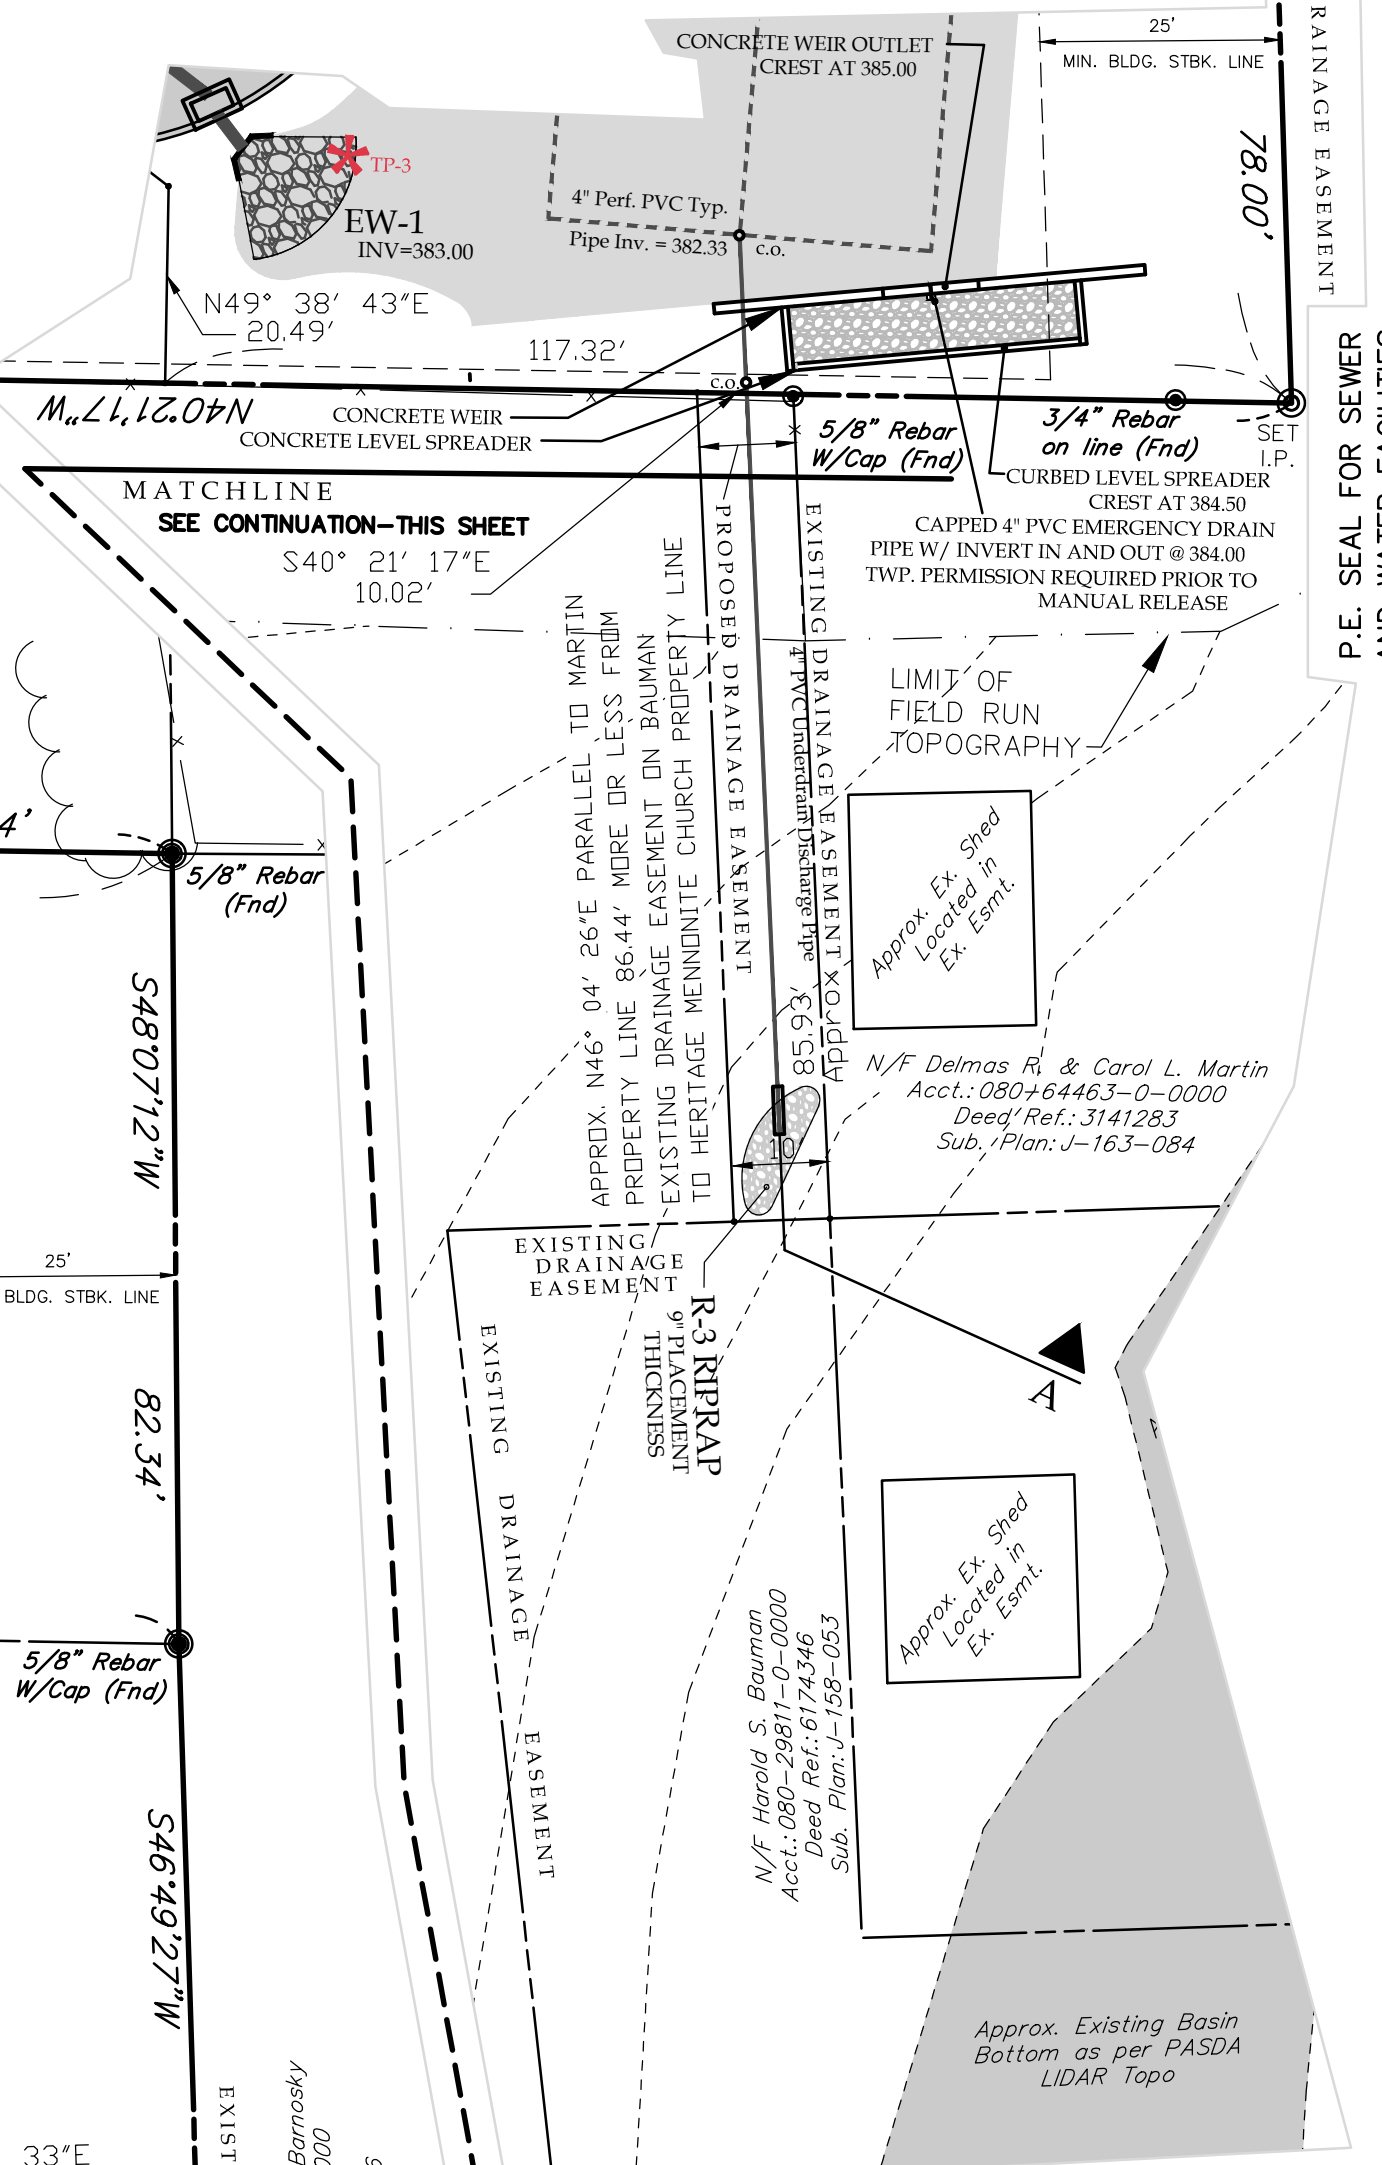 CONCRETE WEIR OUTLET
CREST AT 385.00
25'
MIN. BLDG. STBK. LINE
RAINAGE EASEMENT
78.00'
TP-3
EW-1
INV=383.00
4" Perf. PVC Typ.
Pipe Inv. = 382.33
c.o.
N49° 38' 43"E
20.49'
117.32'
c.o.
N40°21'17"W
CONCRETE WEIR
CONCRETE LEVEL SPREADER
5/8" Rebar
W/Cap (Fnd)
3/4" Rebar
on line (Fnd)
SET
I.P.
P.E. SEAL FOR SEWER
AND WATER FACILITIES
MATCHLINE
SEE CONTINUATION-THIS SHEET
S40° 21' 17"E
10.02'
CURBED LEVEL SPREADER
CREST AT 384.50
CAPPED 4" PVC EMERGENCY DRAIN
PIPE W/ INVERT IN AND OUT @ 384.00
TWP. PERMISSION REQUIRED PRIOR TO
MANUAL RELEASE
APPROX. N46° 04' 26"E PARALLEL TO MARTIN
PROPERTY LINE 86.44' MORE OR LESS FROM
EXISTING DRAINAGE EASEMENT ON BAUMAN
TO HERITAGE MENNONITE CHURCH PROPERTY LINE
PROPOSED DRAINAGE EASEMENT
4" PVC Underdrain Discharge Pipe
EXISTING DRAINAGE EASEMENT
85.93'
Approx
LIMIT OF
FIELD RUN
TOPOGRAPHY
Approx. Ex. Shed
Located in
Ex. Esmt.
4'
5/8" Rebar
(Fnd)
S48°07'12"W
N/F Delmas R. & Carol L. Martin
Acct.: 080-64463-0-0000
Deed Ref.: 3141283
Sub. Plan: J-163-084
10'
25'
BLDG. STBK. LINE
EXISTING
DRAINAGE
EASEMENT
R-3 RIPRAP
9" PLACEMENT
THICKNESS
A
EXISTING DRAINAGE EASEMENT
82.34'
Approx. Ex. Shed
Located in
Ex. Esmt.
5/8" Rebar
W/Cap (Fnd)
N/F Harold S. Bauman
Acct.: 080-29811-0-0000
Deed Ref.: 6174346
Sub. Plan: J-158-053
S46°49'27"W
Approx. Existing Basin
Bottom as per PASDA
LIDAR Topo
EXIST
Barnosky
000
33"E